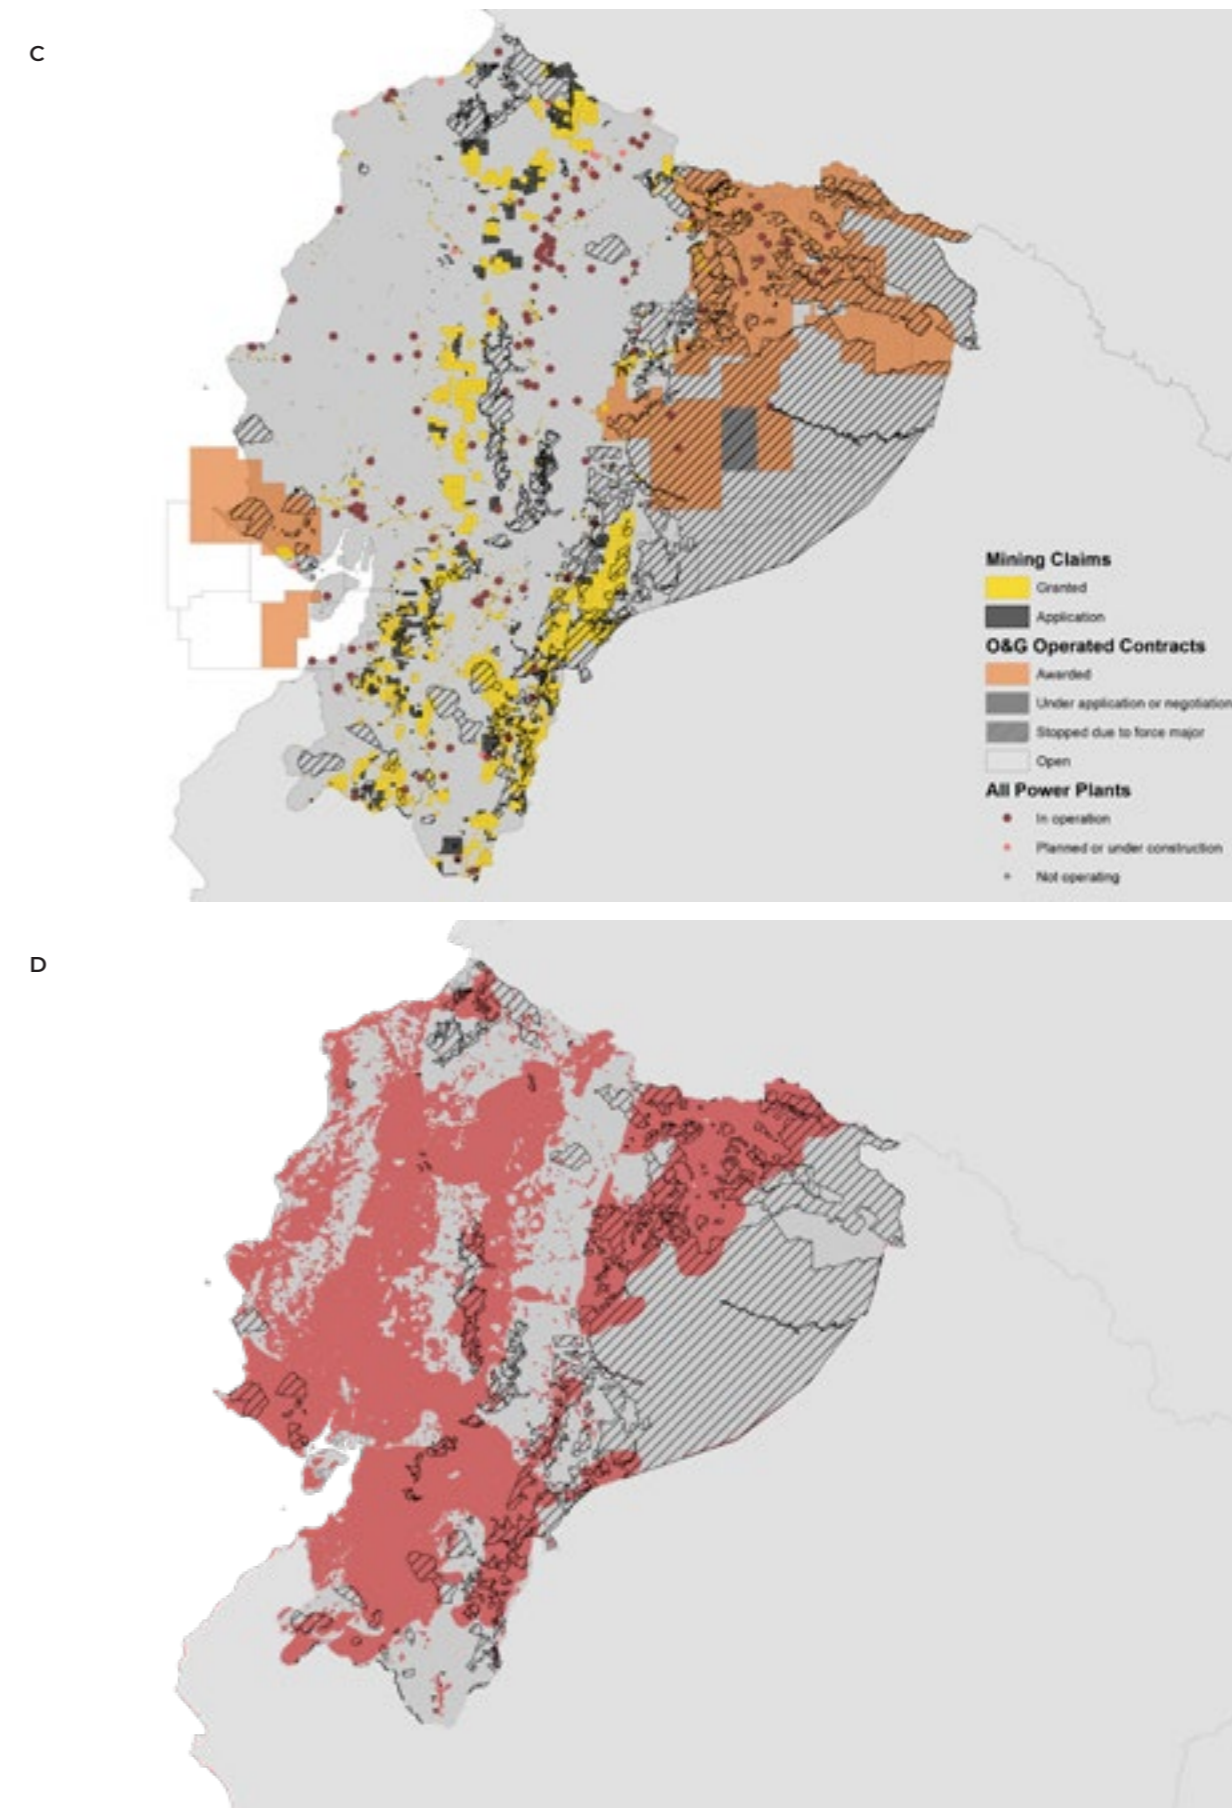 C
Mining Claims
Granted
Application
O&G Operated Contracts
Awarded
Under application or negotiation
Stopped due to force major
Open
All Power Plants
In operation
Planned or under construction
Not operating
D